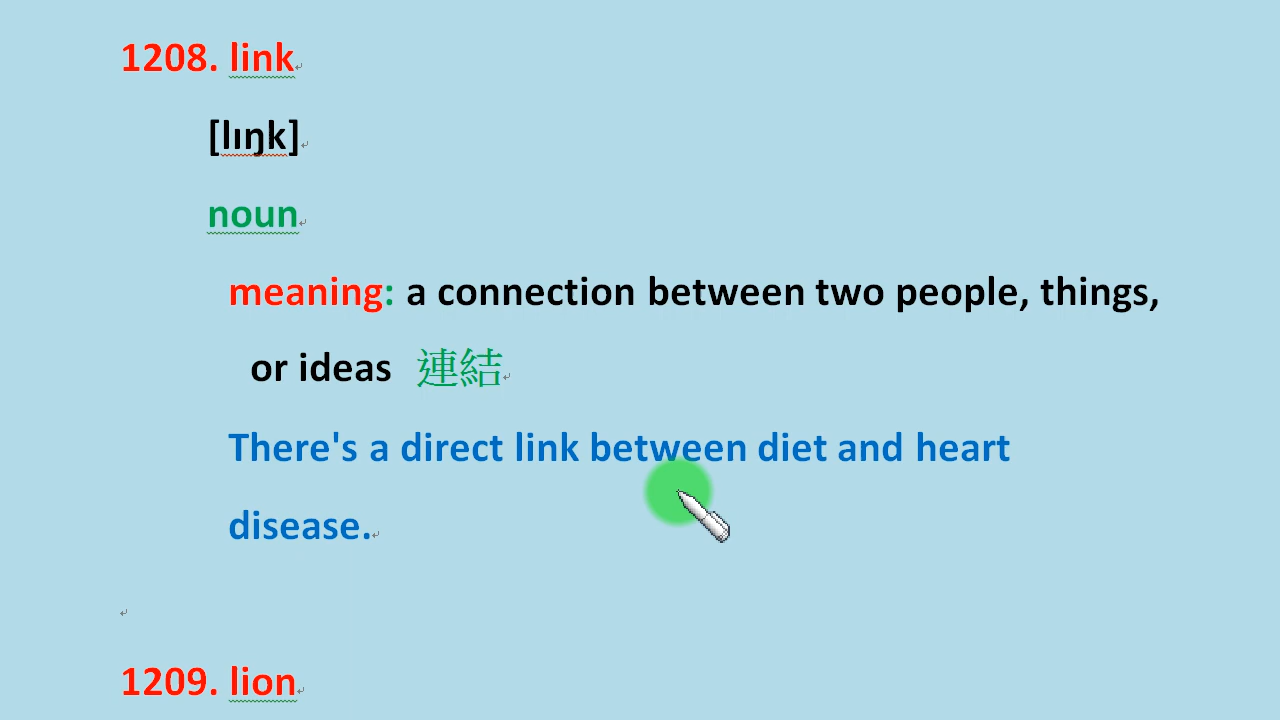 1208. link
[lıŋk]
noun
meaning: a connection between two people, things,
or ideas 連結
There's a direct link between diet and heart
disease.
1209. lion